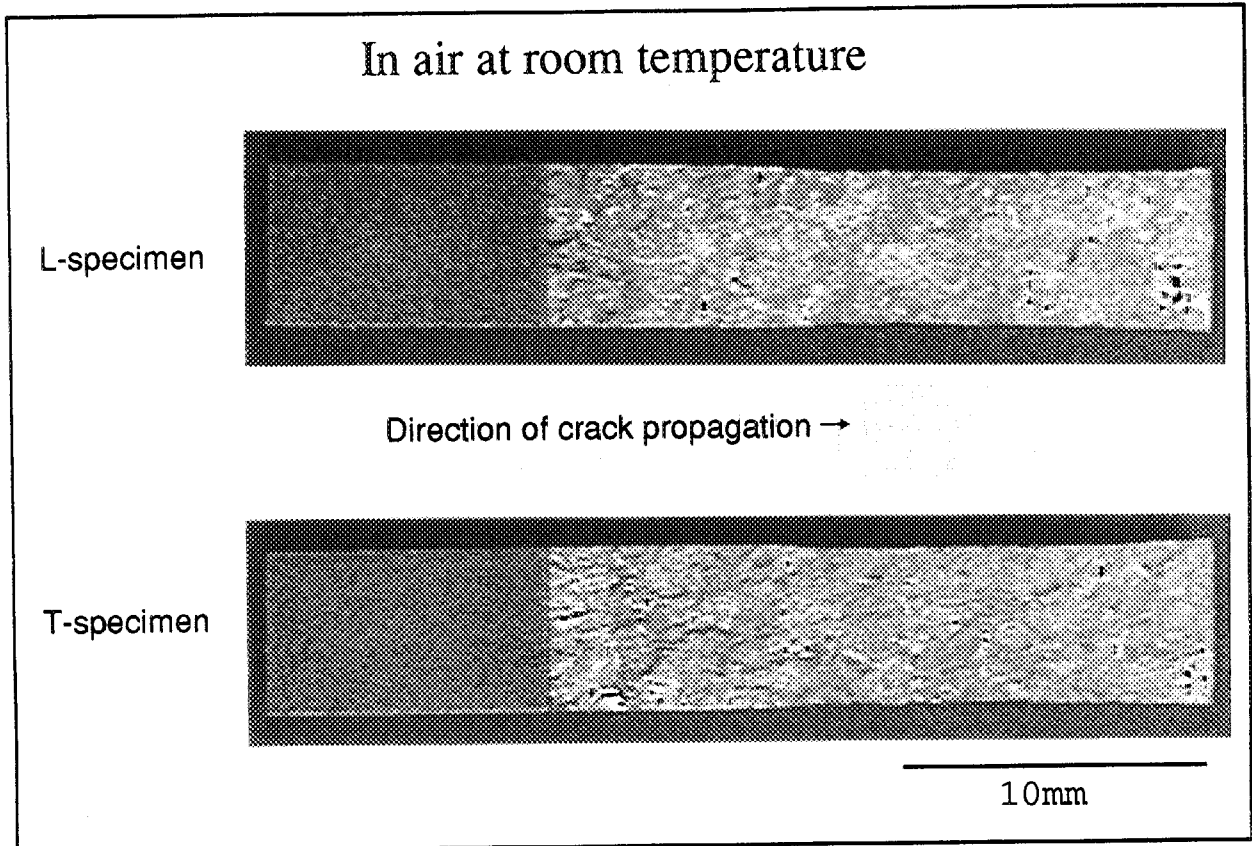 In air at room temperature
L-specimen
Direction of crack propagation →
T-specimen
10mm